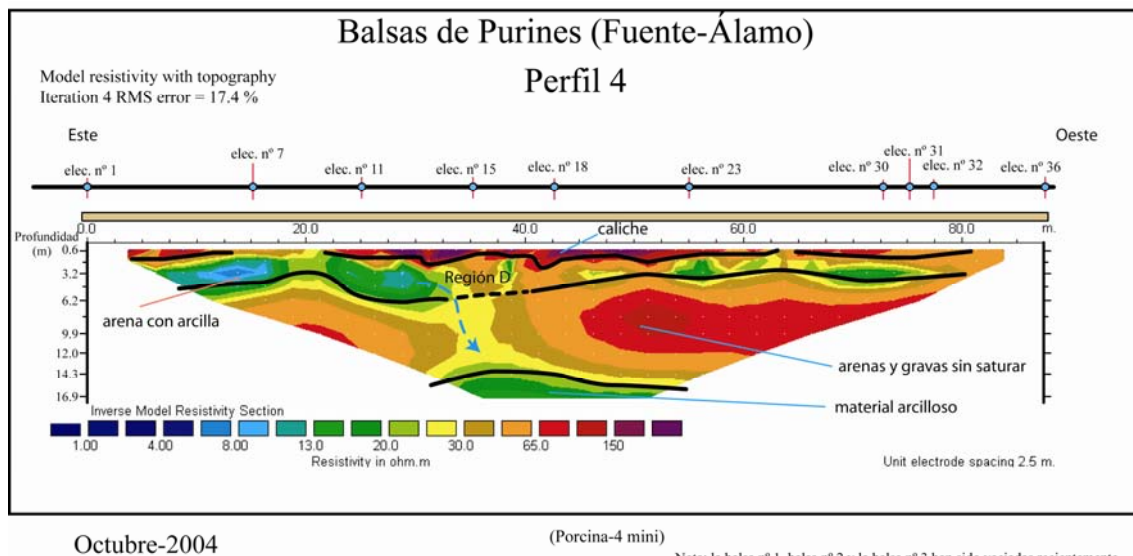 Balsas de Purines (Fuente-Álamo)
Perfil 4
Model resistivity with topography
Iteration 4 RMS error = 17.4 %
Este
Oeste
elec. nº 1
elec. nº 7
elec. nº 11
elec. nº 15
elec. nº 18
elec. nº 23
elec. nº 30
elec. nº 31
elec. nº 32
elec. nº 36
0.0 20.0 40.0 60.0 80.0 m.
Profundidad
(m)
0.6
3.2
6.2
9.9
12.0
14.3
16.9
caliche
Región D
arena con arcilla
arenas y gravas sin saturar
material arcilloso
Inverse Model Resistivity Section
1.00 4.00 8.00 13.0 20.0 30.0 65.0 150
Resistivity in ohm.m
Unit electrode spacing 2.5 m.
Octubre-2004
(Porcina-4 mini)